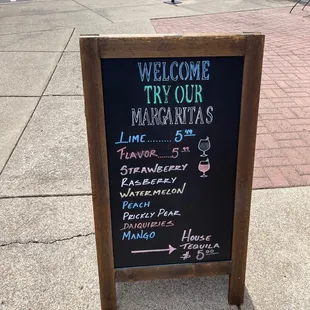 WELCOME
TRY OUR
MARGARITAS
LIME......... 5.99
FLAVOR..... 5.99
STRAWBERRY
RASBERRY
WATERMELON
PEACH
PRICKLY PEAR
DAIQUIRIES
MANGO
HOUSE
TEQUILA
$ 5.00